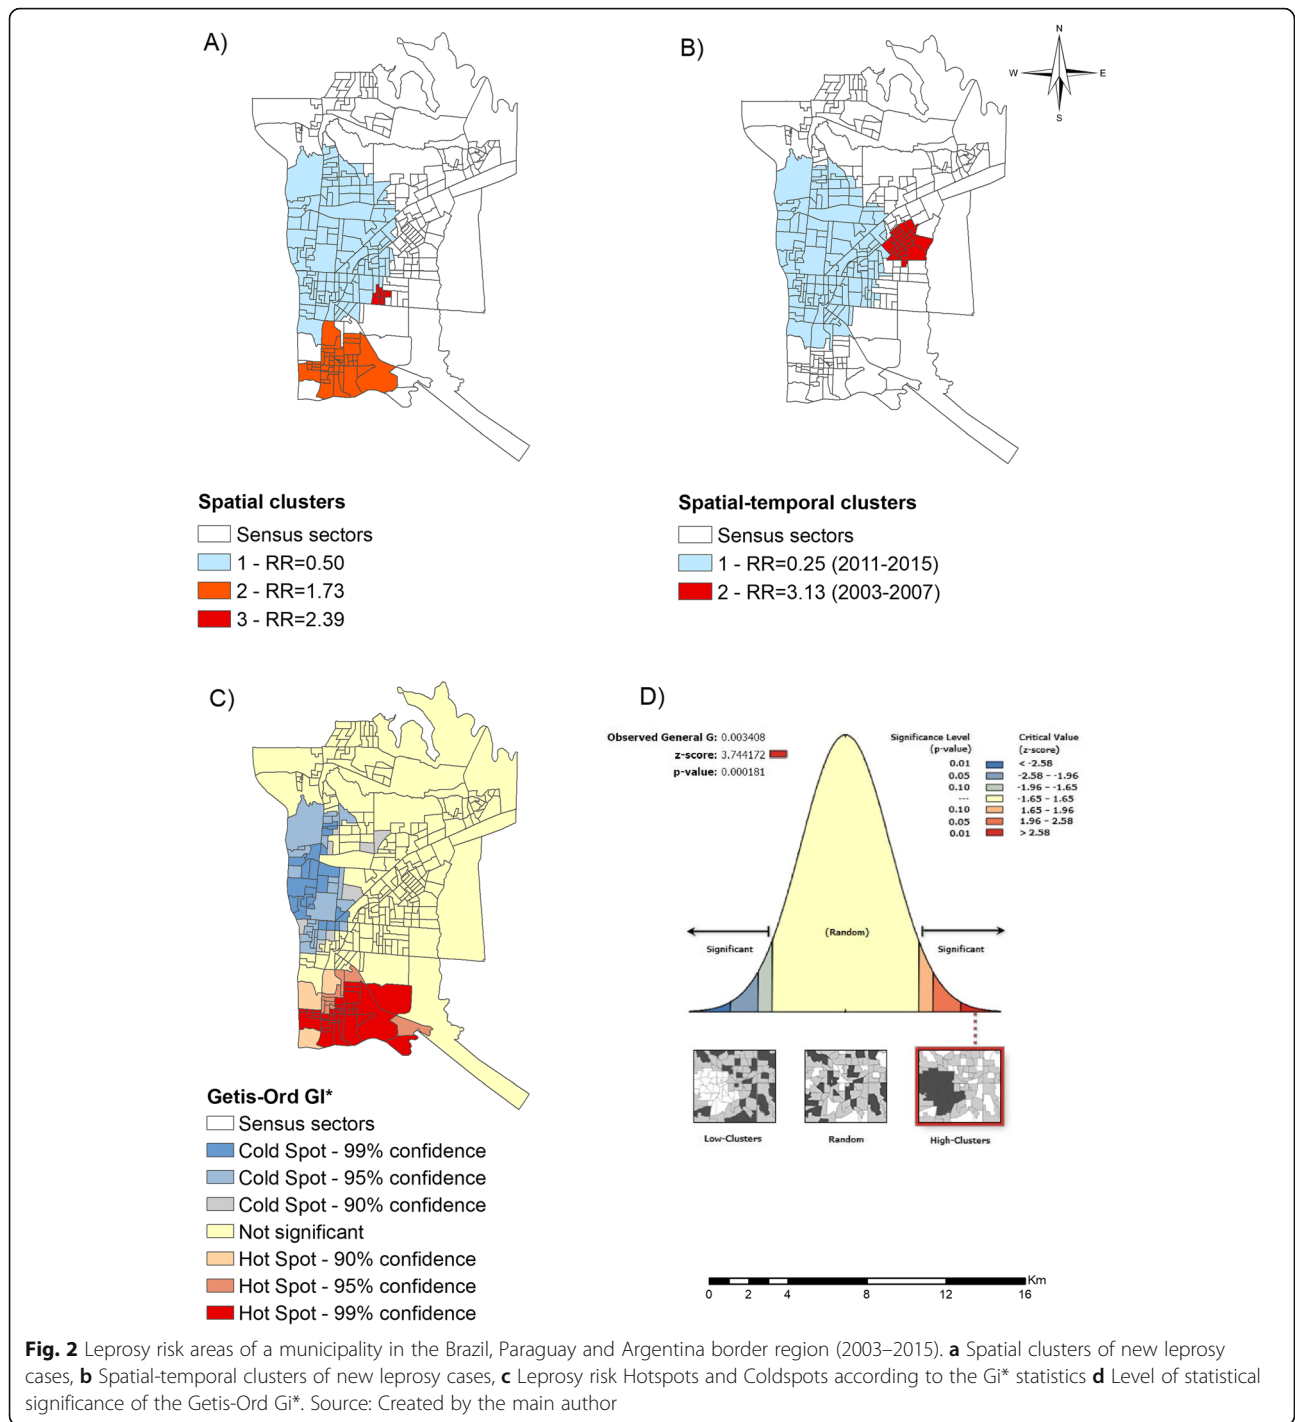 A)
B)
N
W
E
S
Spatial clusters
Sensus sectors
1 - RR=0.50
2 - RR=1.73
3 - RR=2.39
Spatial-temporal clusters
Sensus sectors
1 - RR=0.25 (2011-2015)
2 - RR=3.13 (2003-2007)
C)
Getis-Ord GI*
Sensus sectors
Cold Spot - 99% confidence
Cold Spot - 95% confidence
Cold Spot - 90% confidence
Not significant
Hot Spot - 90% confidence
Hot Spot - 95% confidence
Hot Spot - 99% confidence
D)
Observed General G: 0.003408
z-score: 3.744172
p-value: 0.000181
Significance Level Critical Value
(p-value) (z-score)
0.01 < -2.58
0.05 -2.58 – -1.96
0.10 -1.96 – -1.65
--- -1.65 – 1.65
0.10 1.65 – 1.96
0.05 1.96 – 2.58
0.01 > 2.58
Significant (Random) Significant
Low-Clusters Random High-Clusters
Km
0 2 4 8 12 16
Fig. 2 Leprosy risk areas of a municipality in the Brazil, Paraguay and Argentina border region (2003–2015). a Spatial clusters of new leprosy
cases, b Spatial-temporal clusters of new leprosy cases, c Leprosy risk Hotspots and Coldspots according to the Gi* statistics d Level of statistical
significance of the Getis-Ord Gi*. Source: Created by the main author